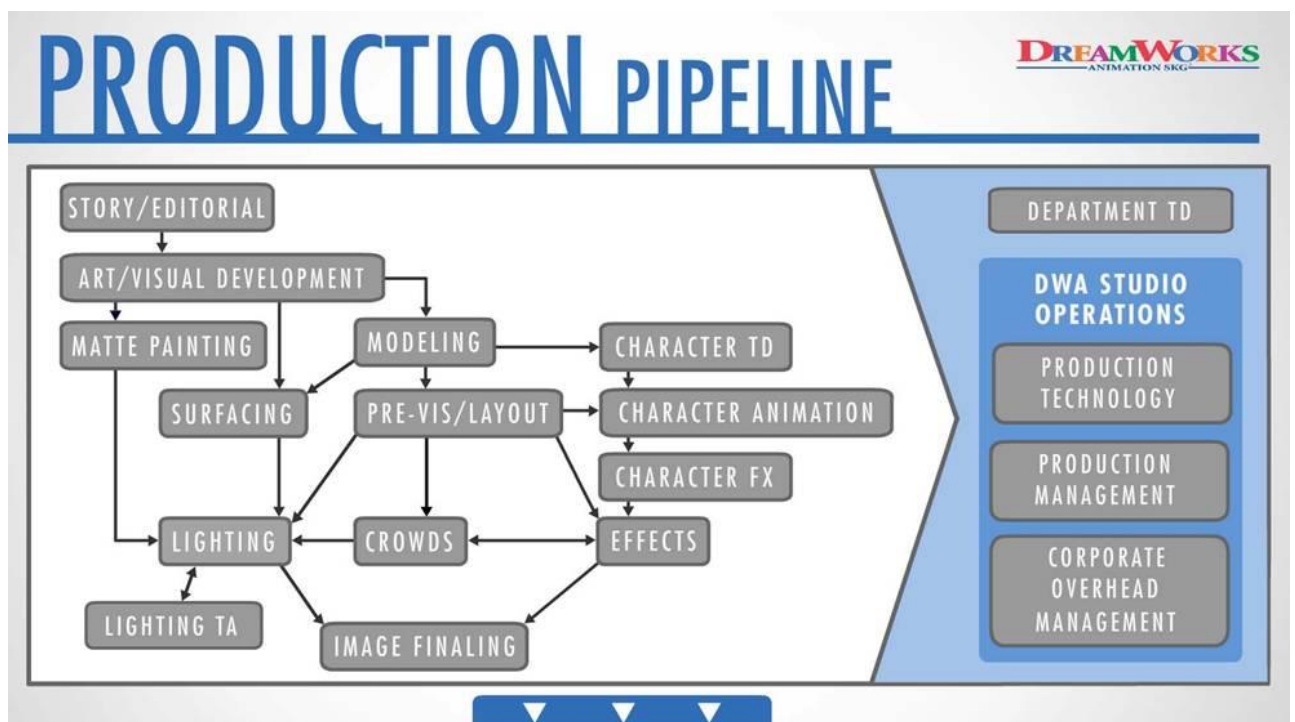 PRODUCTION PIPELINE
DREAMWORKS
ANIMATION SKG
STORY/EDITORIAL
ART/VISUAL DEVELOPMENT
MATTE PAINTING
MODELING
CHARACTER TD
SURFACING
PRE-VIS/LAYOUT
CHARACTER ANIMATION
CHARACTER FX
LIGHTING
CROWDS
EFFECTS
LIGHTING TA
IMAGE FINALING
DEPARTMENT TD
DWA STUDIO
OPERATIONS
PRODUCTION
TECHNOLOGY
PRODUCTION
MANAGEMENT
CORPORATE
OVERHEAD
MANAGEMENT